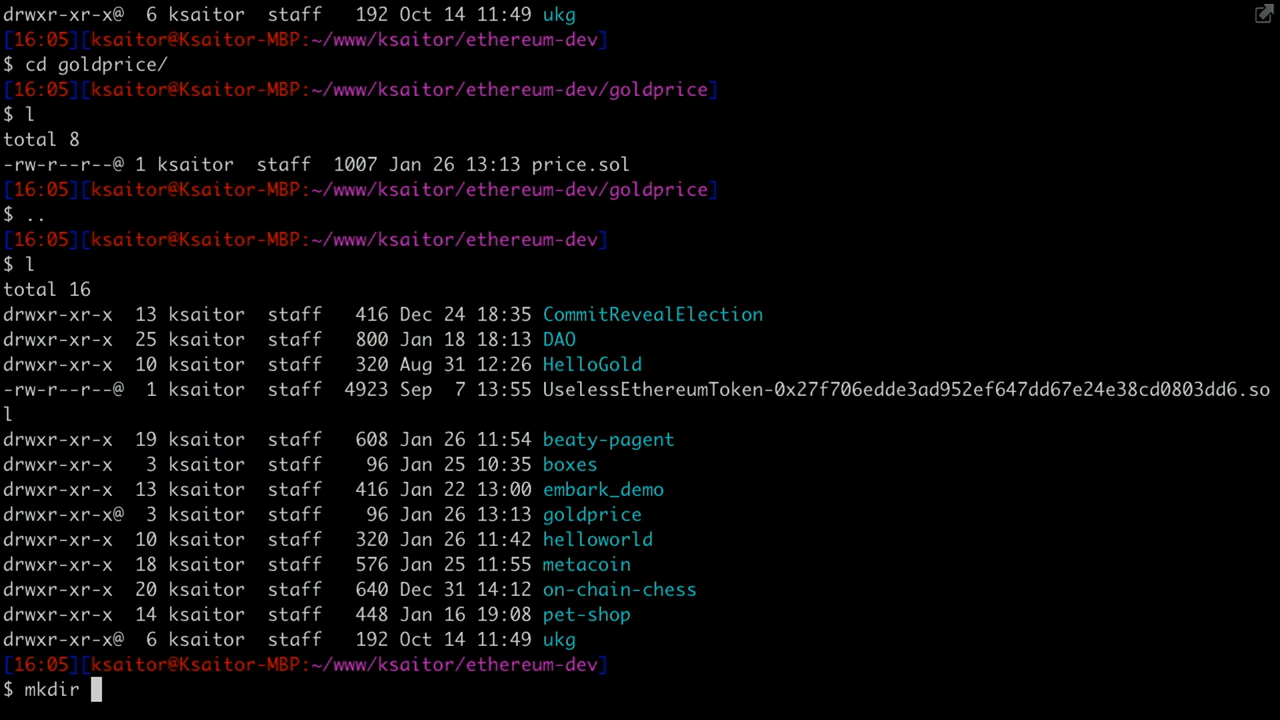 drwxr-xr-x@  6 ksaitor  staff   192 Oct 14 11:49 ukg
[16:05][ksaitor@Ksaitor-MBP:~/www/ksaitor/ethereum-dev]
$ cd goldprice/
[16:05][ksaitor@Ksaitor-MBP:~/www/ksaitor/ethereum-dev/goldprice]
$ l
total 8
-rw-r--r--@ 1 ksaitor  staff  1007 Jan 26 13:13 price.sol
[16:05][ksaitor@Ksaitor-MBP:~/www/ksaitor/ethereum-dev/goldprice]
$ ..
[16:05][ksaitor@Ksaitor-MBP:~/www/ksaitor/ethereum-dev]
$ l
total 16
drwxr-xr-x  13 ksaitor  staff   416 Dec 24 18:35 CommitRevealElection
drwxr-xr-x  25 ksaitor  staff   800 Jan 18 18:13 DAO
drwxr-xr-x  10 ksaitor  staff   320 Aug 31 12:26 HelloGold
-rw-r--r--@  1 ksaitor  staff  4923 Sep  7 13:55 UselessEthereumToken-0x27f706edde3ad952ef647dd67e24e38cd0803dd6.so
l
drwxr-xr-x  19 ksaitor  staff   608 Jan 26 11:54 beaty-pagent
drwxr-xr-x   3 ksaitor  staff    96 Jan 25 10:35 boxes
drwxr-xr-x  13 ksaitor  staff   416 Jan 22 13:00 embark_demo
drwxr-xr-x@  3 ksaitor  staff    96 Jan 26 13:13 goldprice
drwxr-xr-x  10 ksaitor  staff   320 Jan 26 11:42 helloworld
drwxr-xr-x  18 ksaitor  staff   576 Jan 25 11:55 metacoin
drwxr-xr-x  20 ksaitor  staff   640 Dec 31 14:12 on-chain-chess
drwxr-xr-x  14 ksaitor  staff   448 Jan 16 19:08 pet-shop
drwxr-xr-x@  6 ksaitor  staff   192 Oct 14 11:49 ukg
[16:05][ksaitor@Ksaitor-MBP:~/www/ksaitor/ethereum-dev]
$ mkdir